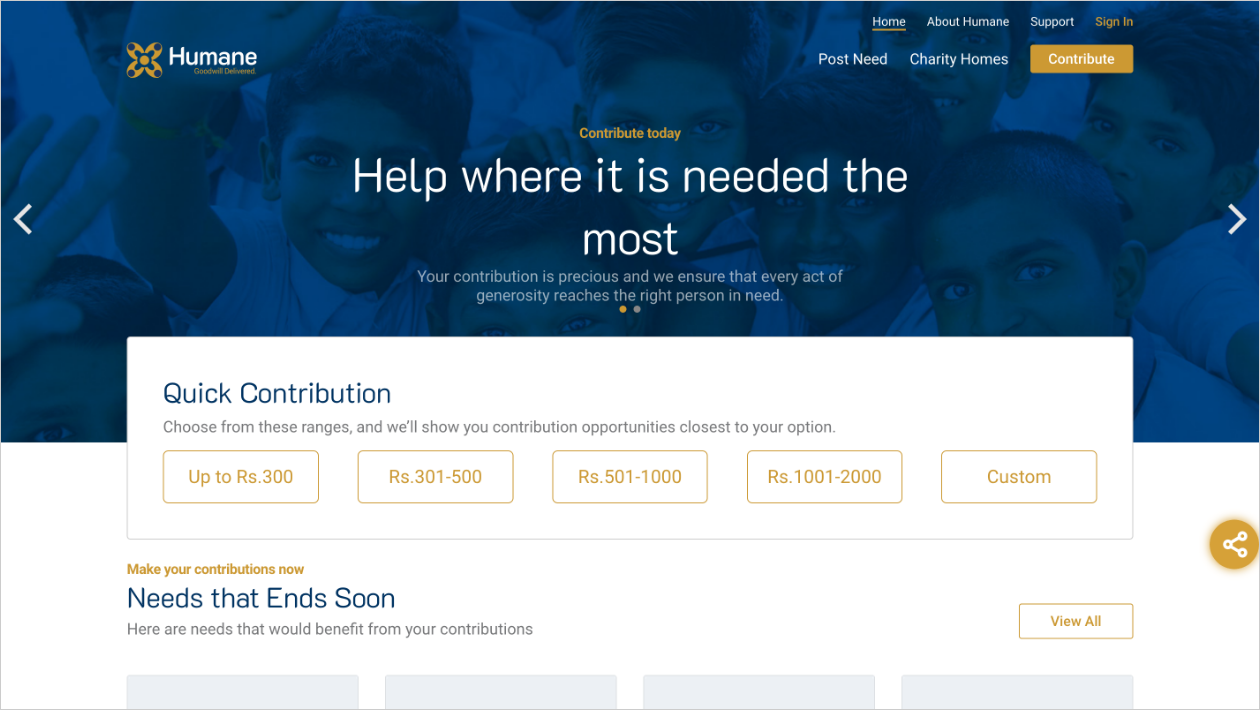 Home About Humane Support Sign In
Humane
Goodwill Delivered.
Post Need Charity Homes Contribute
Contribute today
Help where it is needed the
most
Your contribution is precious and we ensure that every act of
generosity reaches the right person in need.
Quick Contribution
Choose from these ranges, and we'll show you contribution opportunities closest to your option.
Up to Rs.300 Rs.301-500 Rs.501-1000 Rs.1001-2000 Custom
Make your contributions now
Needs that Ends Soon
Here are needs that would benefit from your contributions
View All